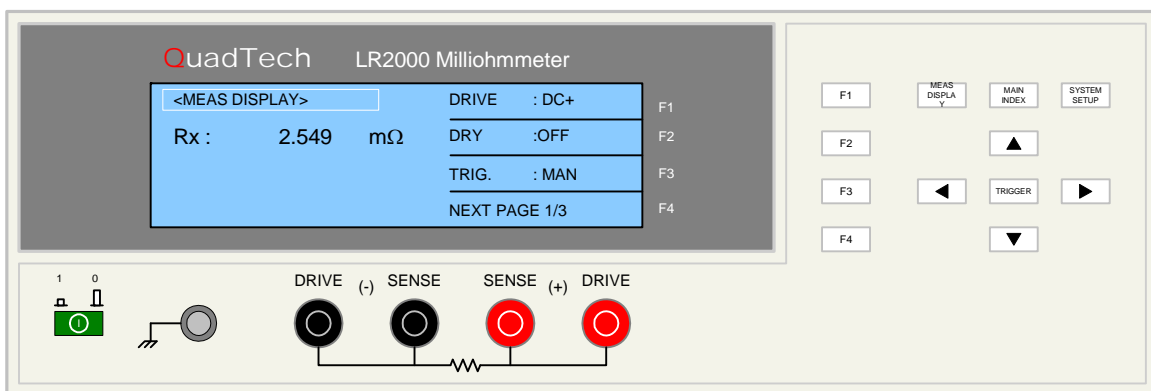 QuadTech LR2000 Milliohmmeter
<MEAS DISPLAY>
Rx : 2.549 mΩ
DRIVE : DC+
DRY :OFF
TRIG. : MAN
NEXT PAGE 1/3
F1
F2
F3
F4
F1
F2
F3
F4
MEAS
DISPLA
Y
MAIN
INDEX
SYSTEM
SETUP
TRIGGER
1 0
I
DRIVE (-) SENSE SENSE (+) DRIVE